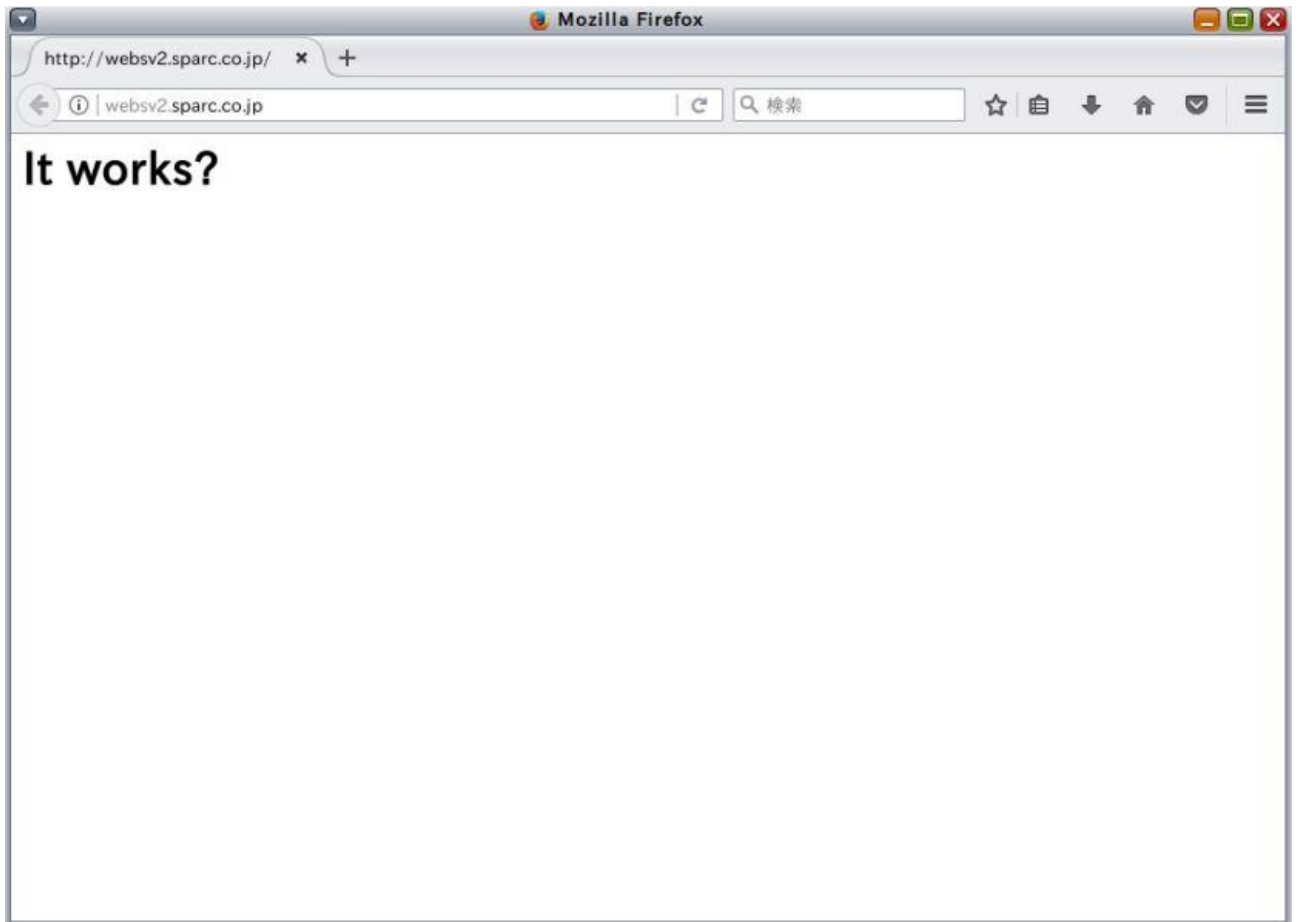 Mozilla Firefox
http://websv2.sparc.co.jp/
websv2.sparc.co.jp
検索
It works?